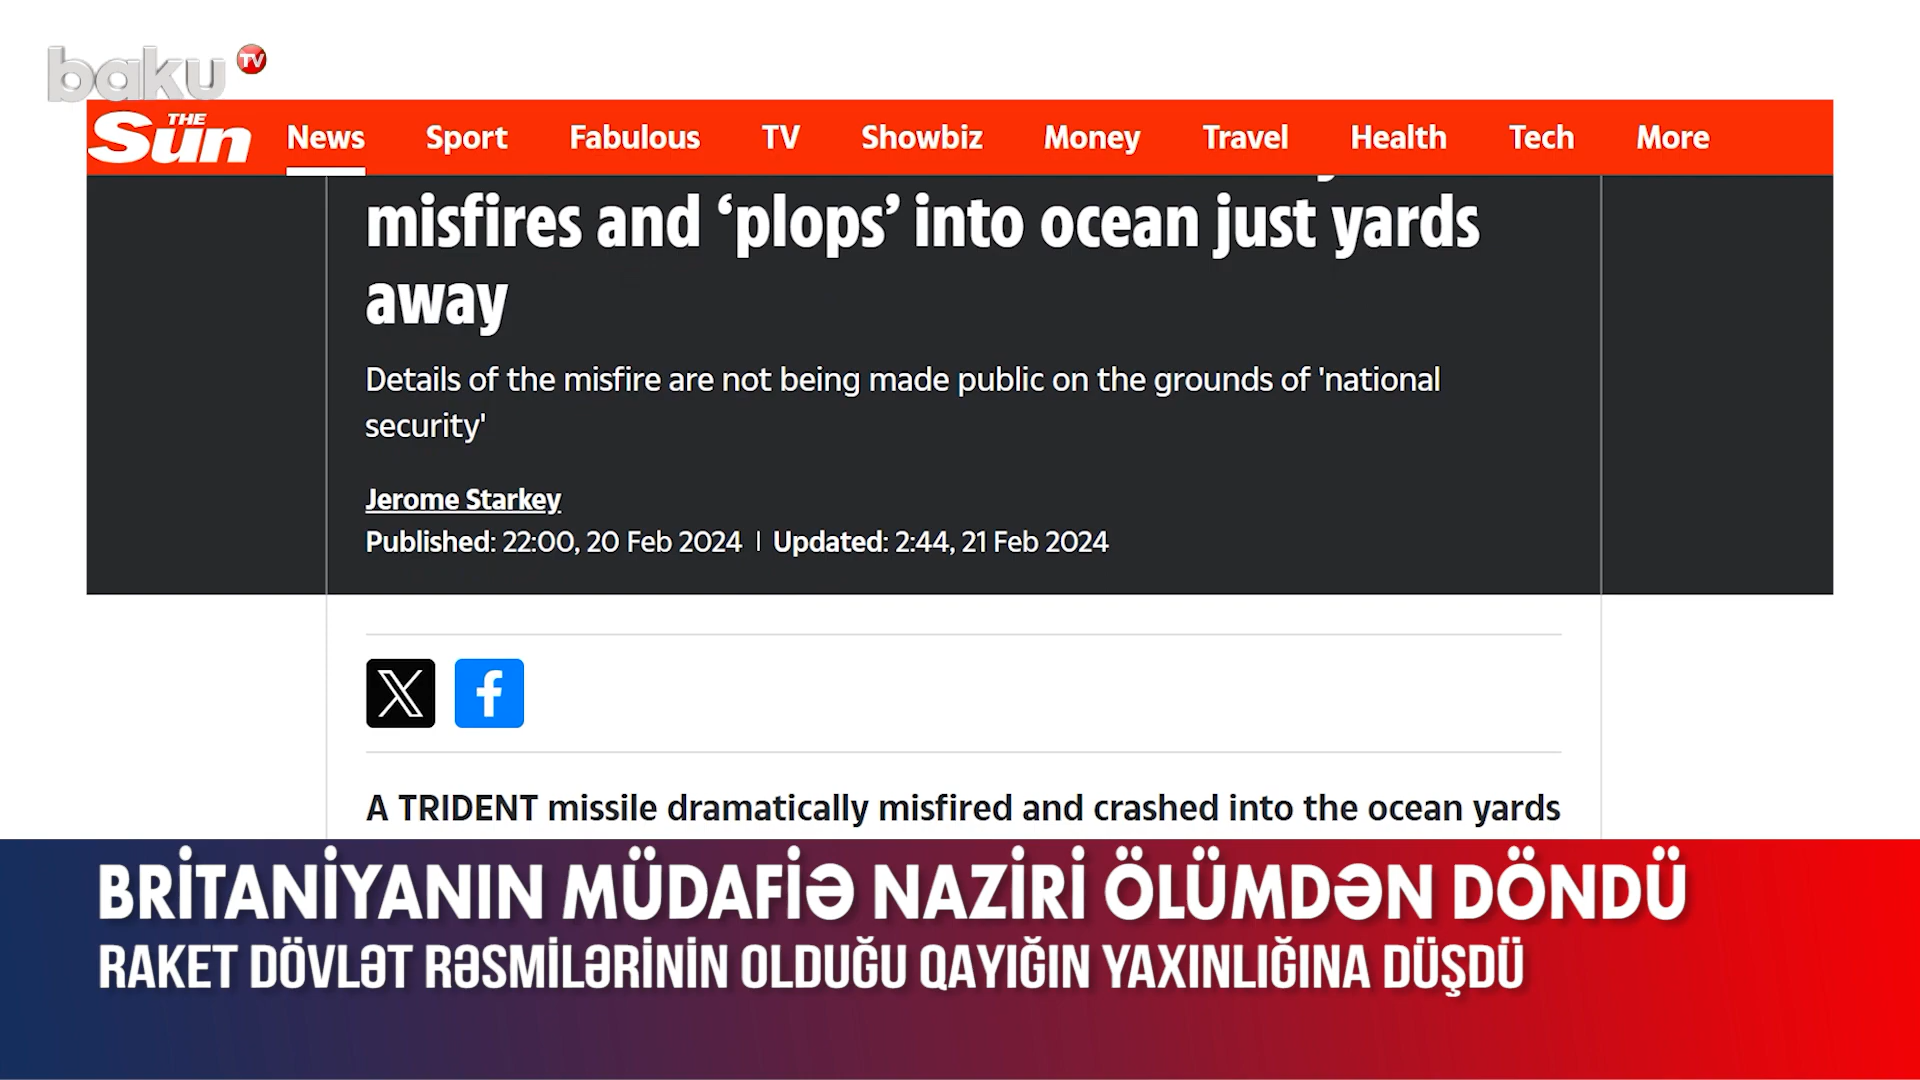 baku TV
THE Sun News Sport Fabulous TV Showbiz Money Travel Health Tech More
misfires and ‘plops’ into ocean just yards
away
Details of the misfire are not being made public on the grounds of 'national
security'
Jerome Starkey
Published: 22:00, 20 Feb 2024 | Updated: 2:44, 21 Feb 2024
A TRIDENT missile dramatically misfired and crashed into the ocean yards
BRİTANİYANIN MÜDAFİƏ NAZİRİ ÖLÜMDƏN DÖNDÜ
RAKET DÖVLƏT RƏSMİLƏRİNİN OLDUĞU QAYIĞIN YAXINLIĞINA DÜŞDÜ